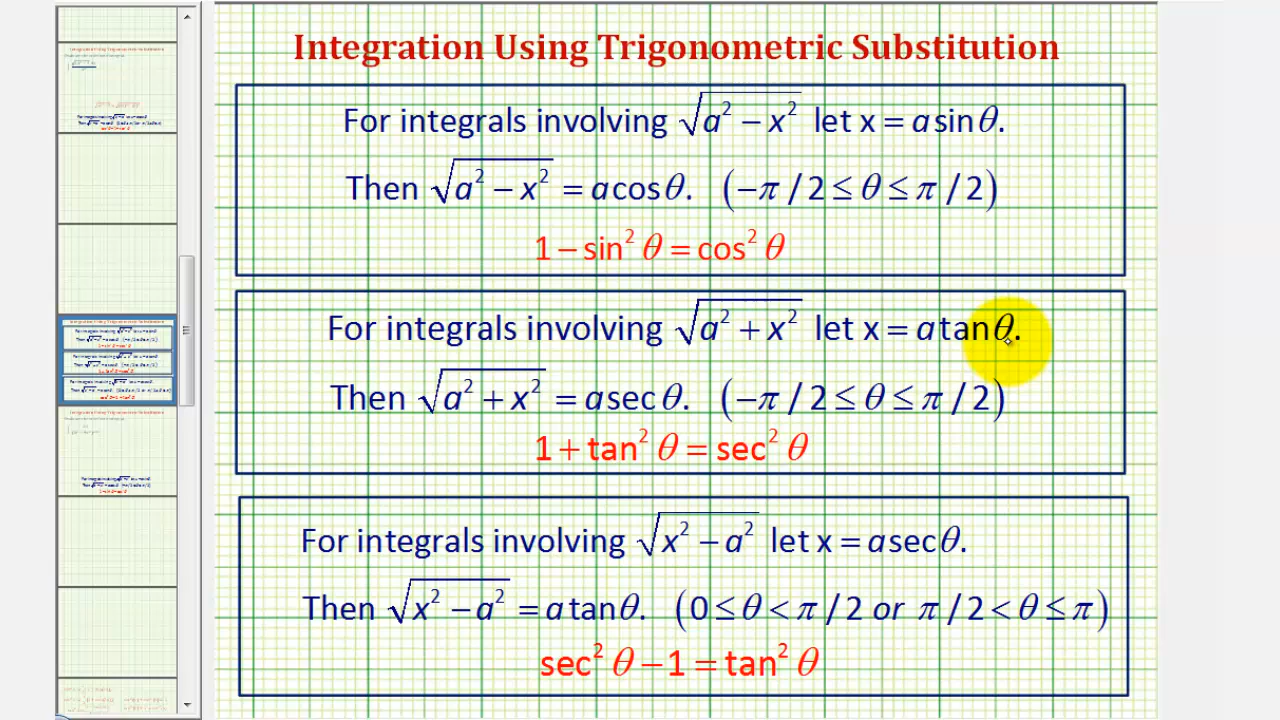 Integration Using Trigonometric Substitution
For integrals involving √(a² − x²) let x = a sin θ.
Then √(a² − x²) = a cos θ. (−π / 2 ≤ θ ≤ π / 2)
1 − sin² θ = cos² θ
For integrals involving √(a² + x²) let x = a tan θ.
Then √(a² + x²) = a sec θ. (−π / 2 ≤ θ ≤ π / 2)
1 + tan² θ = sec² θ
For integrals involving √(x² − a²) let x = a sec θ.
Then √(x² − a²) = a tan θ. (0 ≤ θ < π / 2 or π / 2 < θ ≤ π)
sec² θ − 1 = tan² θ